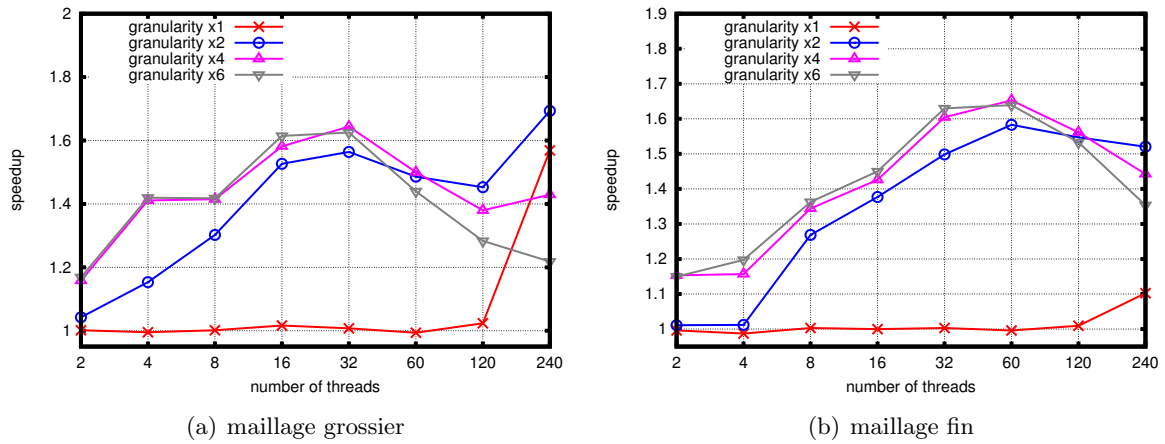 2
1.8
1.6
1.4
1.2
1
speedup
granularity x1
granularity x2
granularity x4
granularity x6
2 4 8 16 32 60 120 240
number of threads
(a) maillage grossier
1.9
1.8
1.7
1.6
1.5
1.4
1.3
1.2
1.1
1
speedup
granularity x1
granularity x2
granularity x4
granularity x6
2 4 8 16 32 60 120 240
number of threads
(b) maillage fin